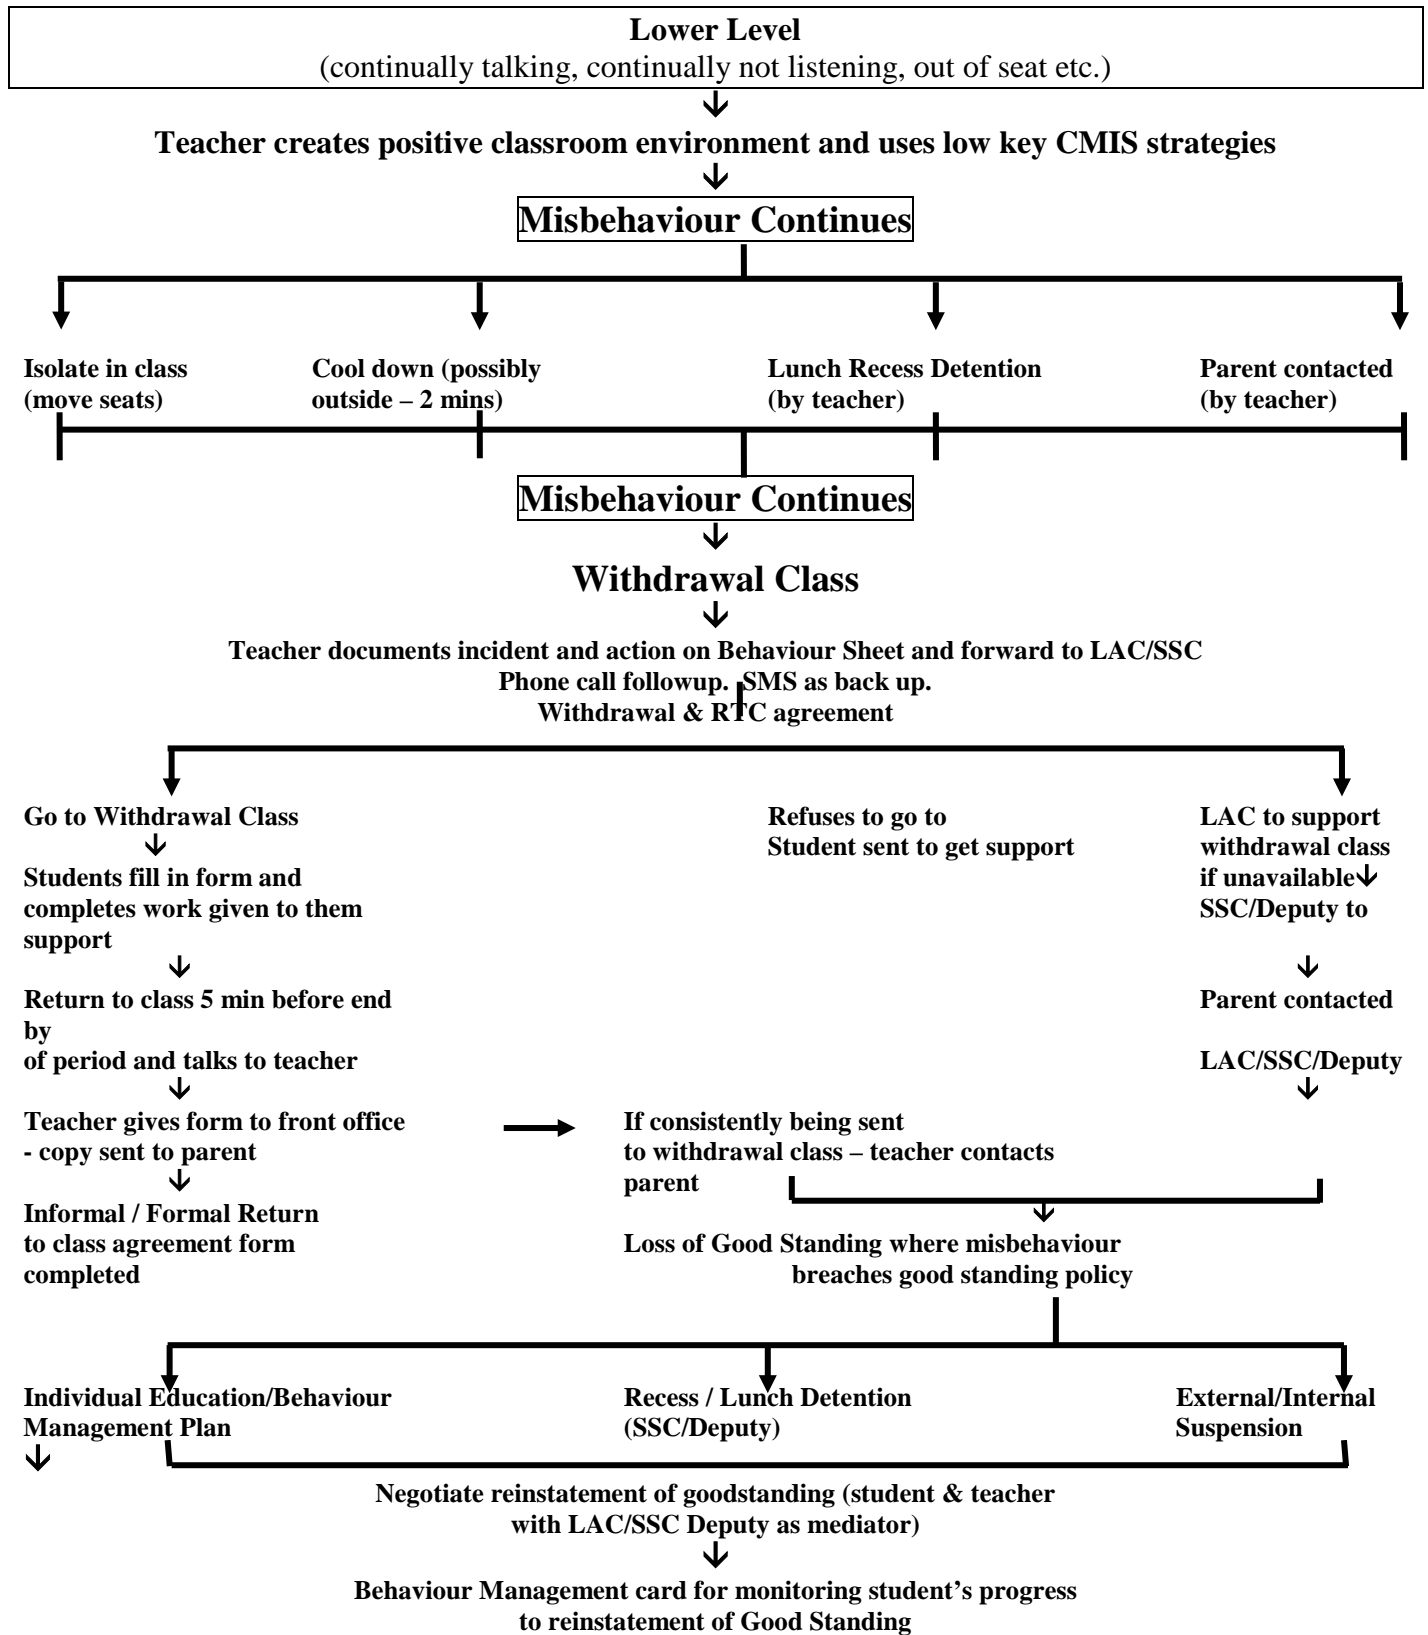 Lower Level
(continually talking, continually not listening, out of seat etc.)
Teacher creates positive classroom environment and uses low key CMIS strategies
Misbehaviour Continues
Isolate in class
(move seats)
Cool down (possibly
outside – 2 mins)
Lunch Recess Detention
(by teacher)
Parent contacted
(by teacher)
Misbehaviour Continues
Withdrawal Class
Teacher documents incident and action on Behaviour Sheet and forward to LAC/SSC
Phone call followup. SMS as back up.
Withdrawal & RTC agreement
Go to Withdrawal Class
Students fill in form and
completes work given to them
support
Return to class 5 min before end
by
of period and talks to teacher
Teacher gives form to front office
- copy sent to parent
Informal / Formal Return
to class agreement form
completed
Refuses to go to
Student sent to get support
LAC to support
withdrawal class
if unavailable
SSC/Deputy to
Parent contacted
LAC/SSC/Deputy
If consistently being sent
to withdrawal class – teacher contacts
parent
Loss of Good Standing where misbehaviour
breaches good standing policy
Individual Education/Behaviour
Management Plan
Recess / Lunch Detention
(SSC/Deputy)
External/Internal
Suspension
Negotiate reinstatement of goodstanding (student & teacher
with LAC/SSC Deputy as mediator)
Behaviour Management card for monitoring student's progress
to reinstatement of Good Standing